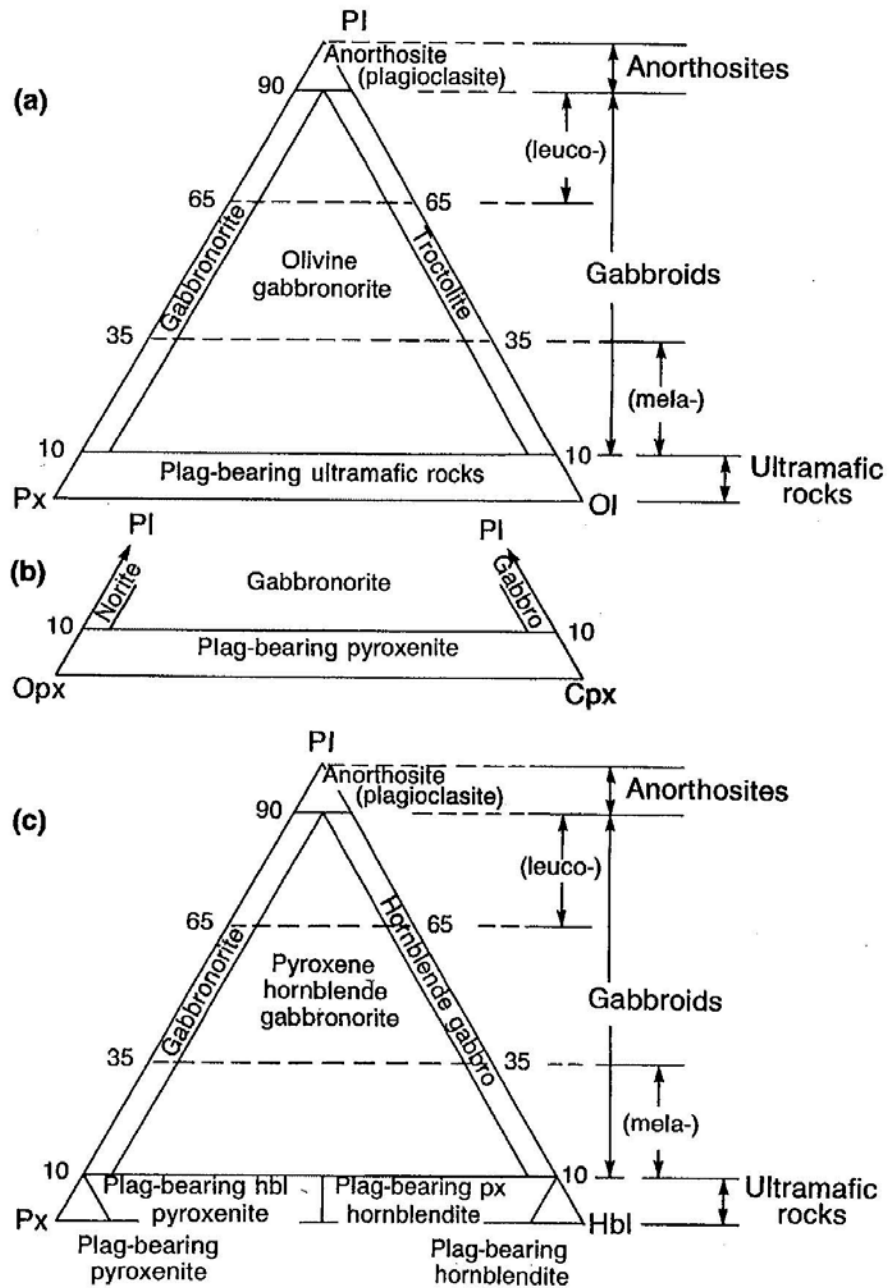 Pl
Anorthosite
(plagioclasite)
Anorthosites
90
(a)
(leuco-)
65
65
Gabbronorite
Troctolite
Olivine
gabbronorite
Gabbroids
35
35
(mela-)
10
10
Plag-bearing ultramafic rocks
Ultramafic
rocks
Px
Ol
Pl
Pl
(b)
Norite
Gabbronorite
Gabbro
10
10
Plag-bearing pyroxenite
Opx
Cpx
Pl
Anorthosite
(plagioclasite)
Anorthosites
90
(c)
(leuco-)
65
65
Gabbronorite
Hornblende gabbro
Pyroxene
hornblende
gabbronorite
Gabbroids
35
35
(mela-)
10
10
Plag-bearing hbl
pyroxenite
Plag-bearing px
hornblendite
Ultramafic
rocks
Px
Hbl
Plag-bearing
pyroxenite
Plag-bearing
hornblendite